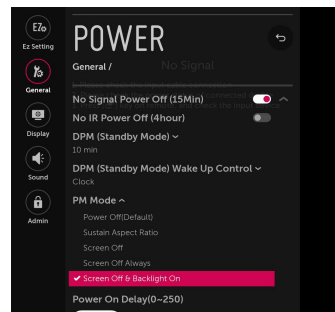 Ez Setting
General
Display
Sound
Admin
POWER
General /
No Signal
No Signal Power Off (15Min)
No IR Power Off (4hour)
DPM (Standby Mode)
10 min
DPM (Standby Mode) Wake Up Control
Clock
PM Mode
Power Off(Default)
Sustain Aspect Ratio
Screen Off
Screen Off Always
Screen Off & Backlight On
Power On Delay(0~250)